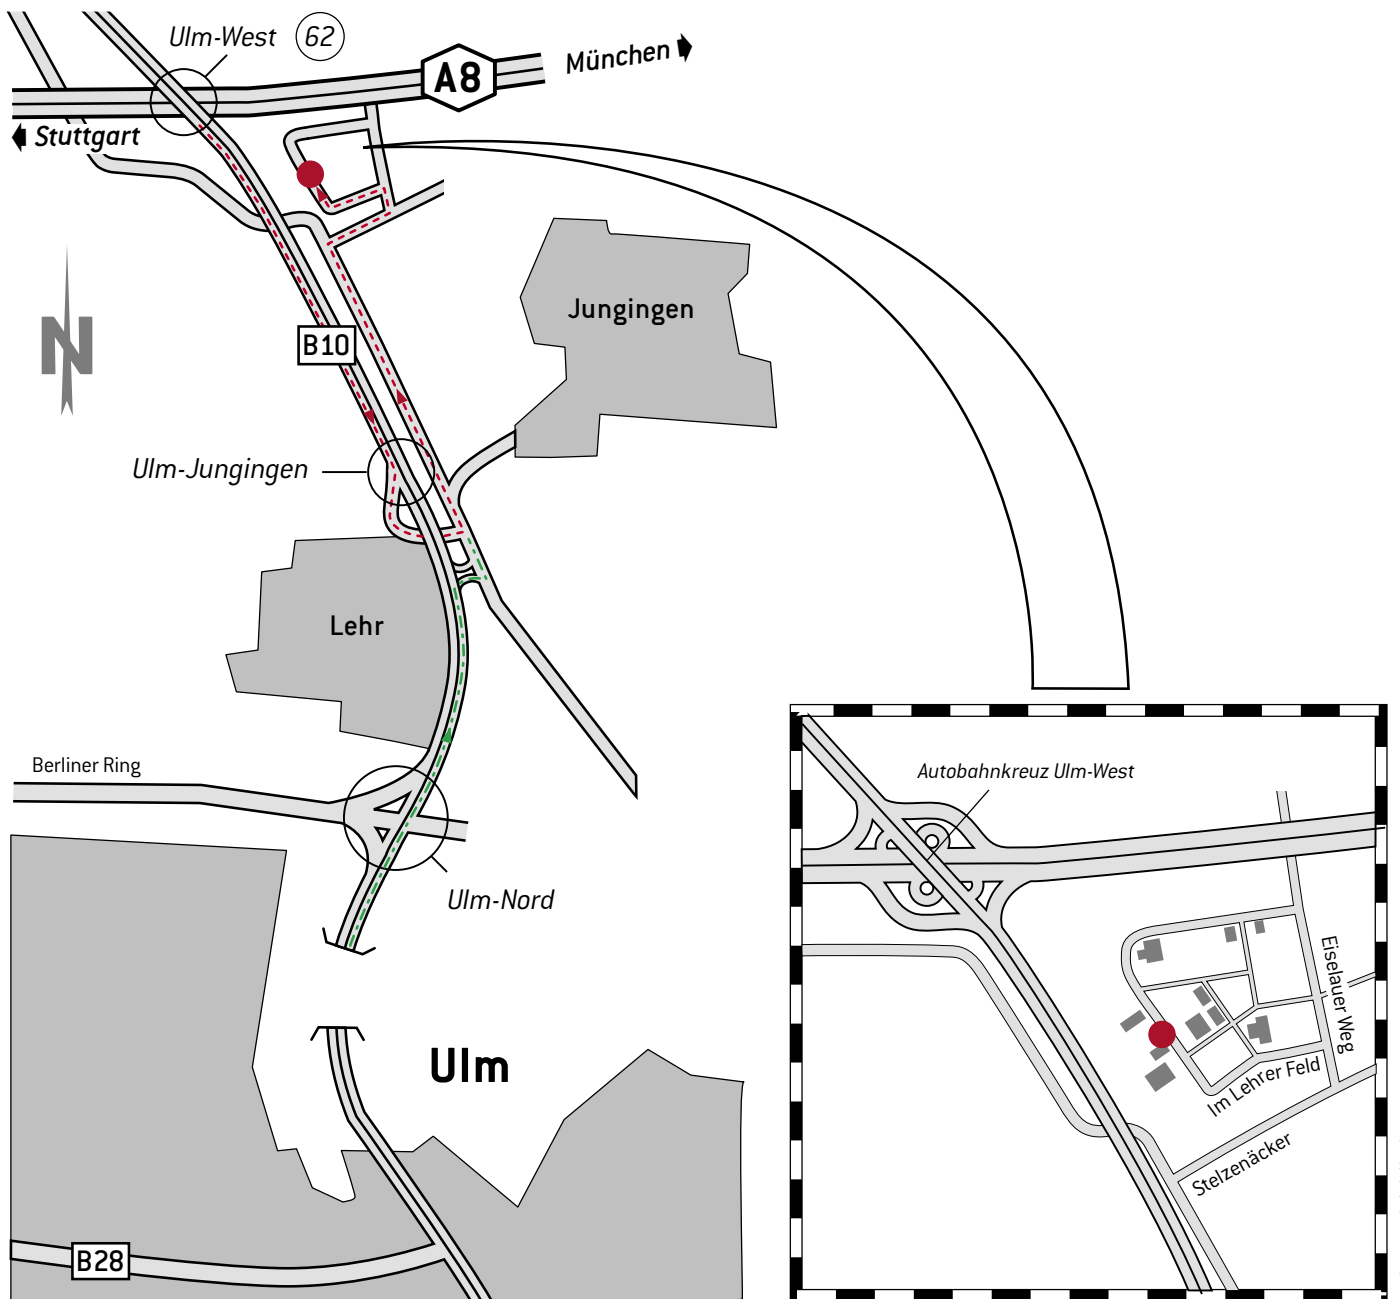 Ulm-West 62
A8
München
Stuttgart
N
Jungingen
B10
Ulm-Jungingen
Lehr
Berliner Ring
Ulm-Nord
Ulm
B28
Autobahnkreuz Ulm-West
Eiselauer Weg
Im Lehrer Feld
Stelzenäcker